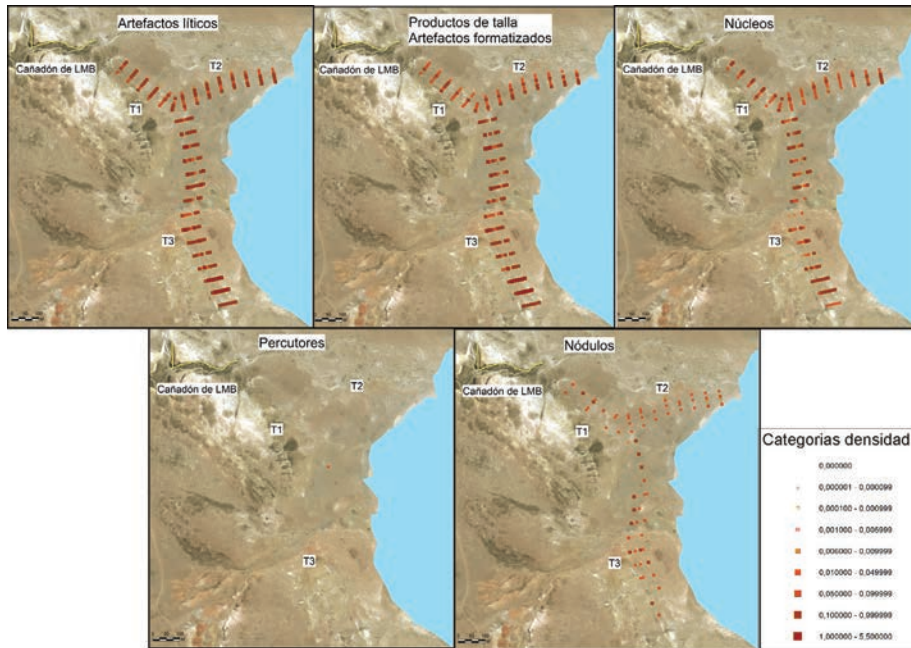 Artefactos líticos
Cañadón de LMB
T2
T1
T3
Productos de talla
Artefactos formatizados
Cañadón de LMB
T2
T1
T3
Núcleos
Cañadón de LMB
T2
T1
T3
Percutores
Cañadón de LMB
T2
T1
T3
Nódulos
Cañadón de LMB
T2
T1
T3
Categorias densidad
0,000000
0,000001 - 0,000099
0,000100 - 0,000999
0,001000 - 0,005999
0,006000 - 0,009999
0,010000 - 0,049999
0,050000 - 0,099999
0,100000 - 0,999999
1,000000 - 5,500000